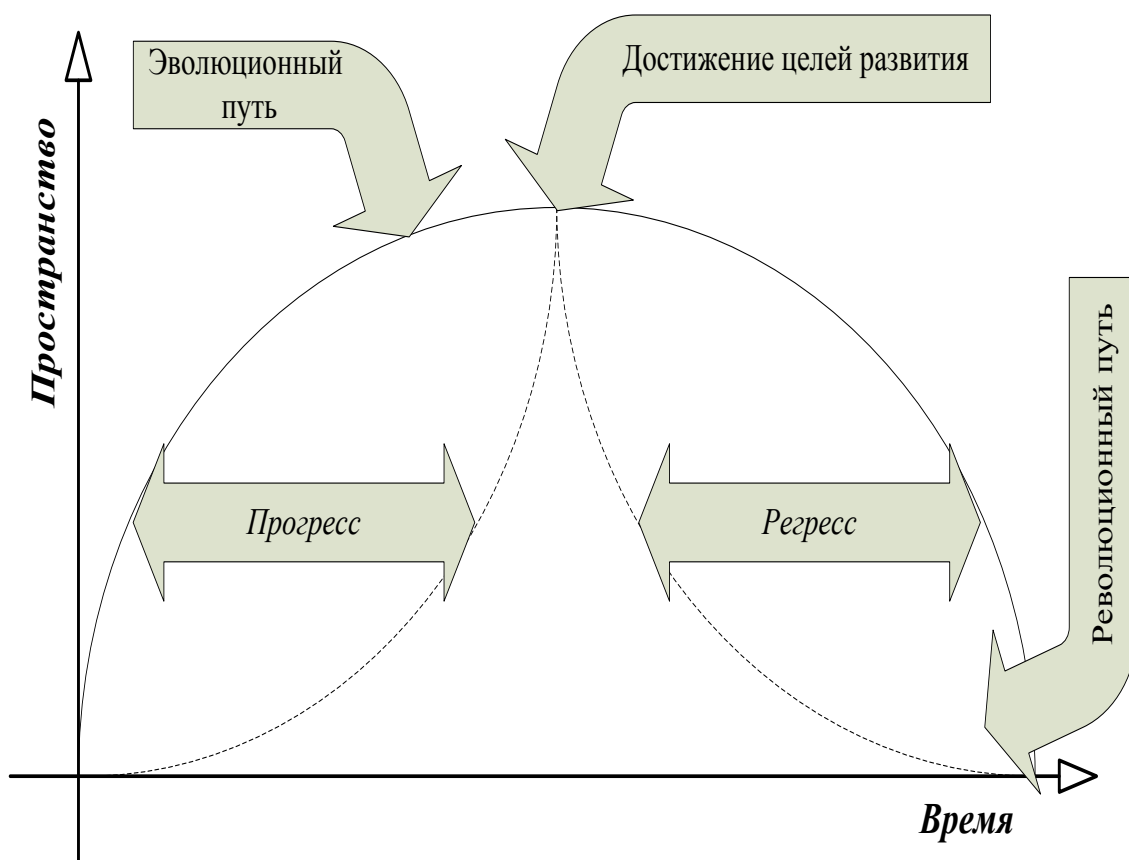 Эволюционный
путь
Достижение целей развития
Пространство
Революционный путь
Прогресс
Регресс
Время